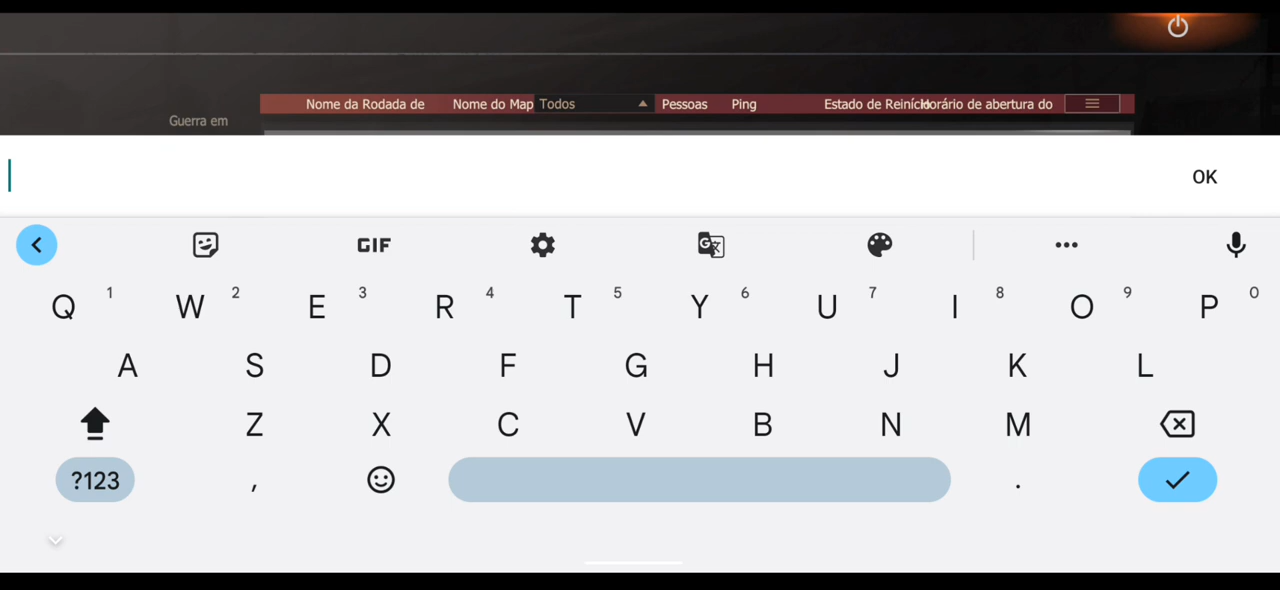 Nome da Rodada de Nome do Map Todos Pessoas Ping Estado de Reiníci Horário de abertura do
Guerra em
OK
GIF
Q 1 W 2 E 3 R 4 T 5 Y 6 U 7 I 8 O 9 P 0
A S D F G H J K L
Z X C V B N M
?123 , .